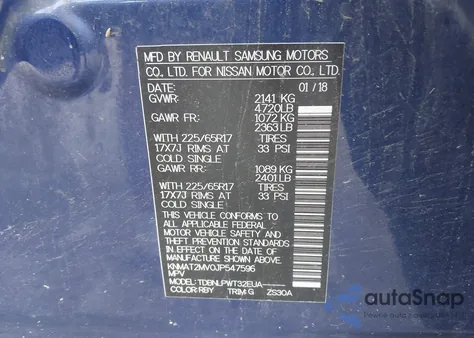 MFD BY RENAULT SAMSUNG MOTORS
CO., LTD. FOR NISSAN MOTOR CO., LTD.
DATE: 01/18
GVWR: 2141 KG
4720LB
GAWR FR: 1072 KG
2363LB
WITH 225/65R17 TIRES
17X7J RIMS AT 33 PSI
COLD SINGLE
GAWR RR: 1089 KG
2401LB
WITH 225/65R17 TIRES
17X7J RIMS AT 33 PSI
COLD SINGLE
THIS VEHICLE CONFORMS TO ALL
APPLICABLE FEDERAL
MOTOR VEHICLE SAFETY STANDARDS
IN EFFECT ON THE DATE OF
MANUFACTURE SHOWN ABOVE.
KNMAT2MV0JP547596
MPV
MODEL: TDBNLPWT32EUA
COLOR:RBY TRIM:G ZS30A
autoSnap
www.autosnap.com